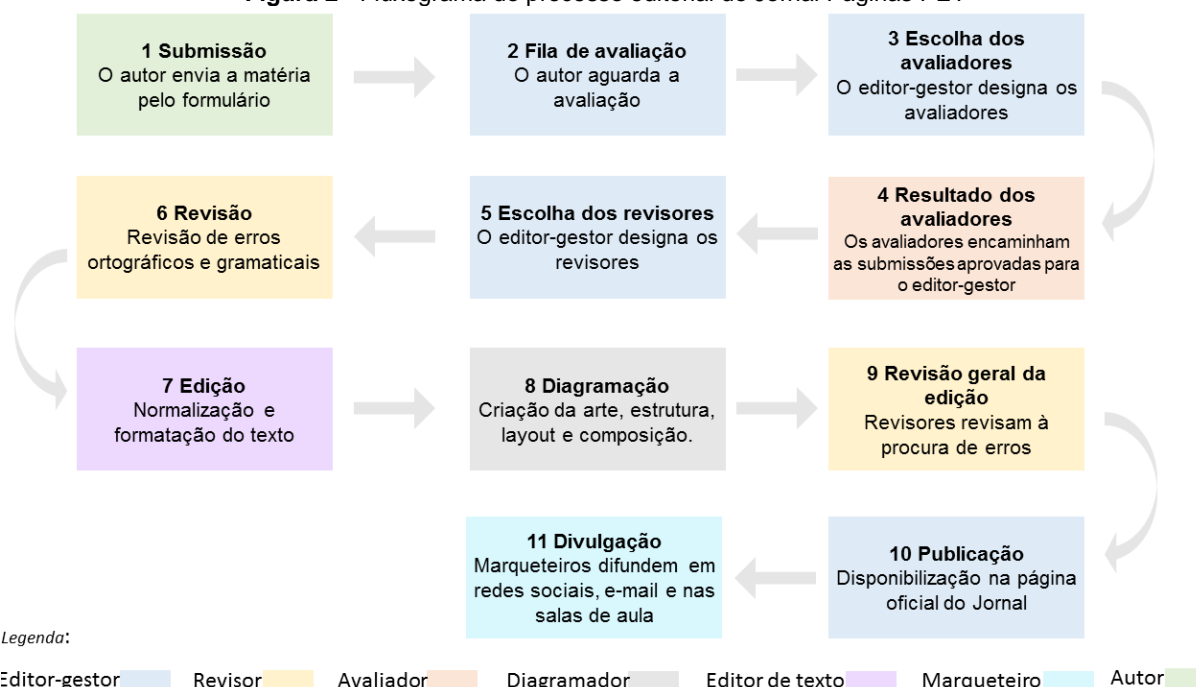 1 Submissão
O autor envia a matéria
pelo formulário
2 Fila de avaliação
O autor aguarda a
avaliação
3 Escolha dos
avaliadores
O editor-gestor designa os
avaliadores
4 Resultado dos
avaliadores
Os avaliadores encaminham
as submissões aprovadas para
o editor-gestor
5 Escolha dos revisores
O editor-gestor designa os
revisores
6 Revisão
Revisão de erros
ortográficos e gramaticais
7 Edição
Normalização e
formatação do texto
8 Diagramação
Criação da arte, estrutura,
layout e composição.
9 Revisão geral da
edição
Revisores revisam à
procura de erros
10 Publicação
Disponibilização na página
oficial do Jornal
11 Divulgação
Marqueteiros difundem em
redes sociais, e-mail e nas
salas de aula
Legenda:
Editor-gestor Revisor Avaliador Diagramador Editor de texto Marqueteiro Autor